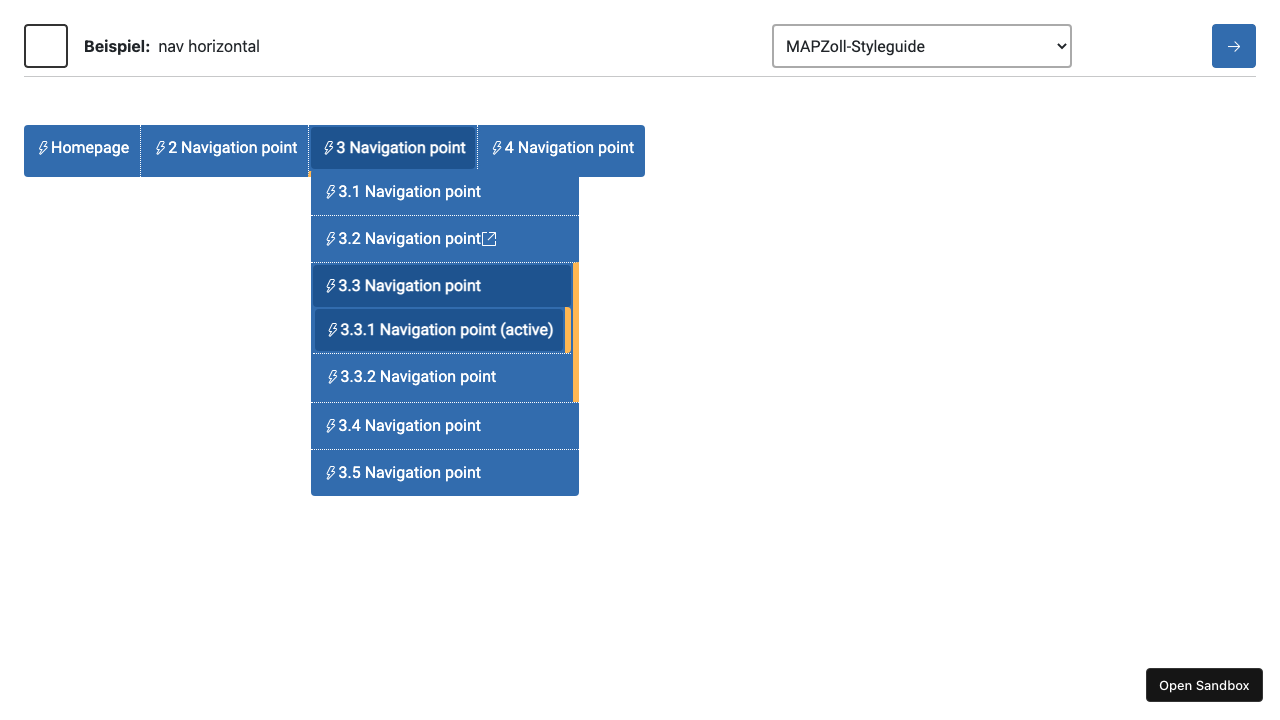 Beispiel: nav horizontal
MAPZoll-Styleguide
Homepage
2 Navigation point
3 Navigation point
4 Navigation point
3.1 Navigation point
3.2 Navigation point
3.3 Navigation point
3.3.1 Navigation point (active)
3.3.2 Navigation point
3.4 Navigation point
3.5 Navigation point
Open Sandbox